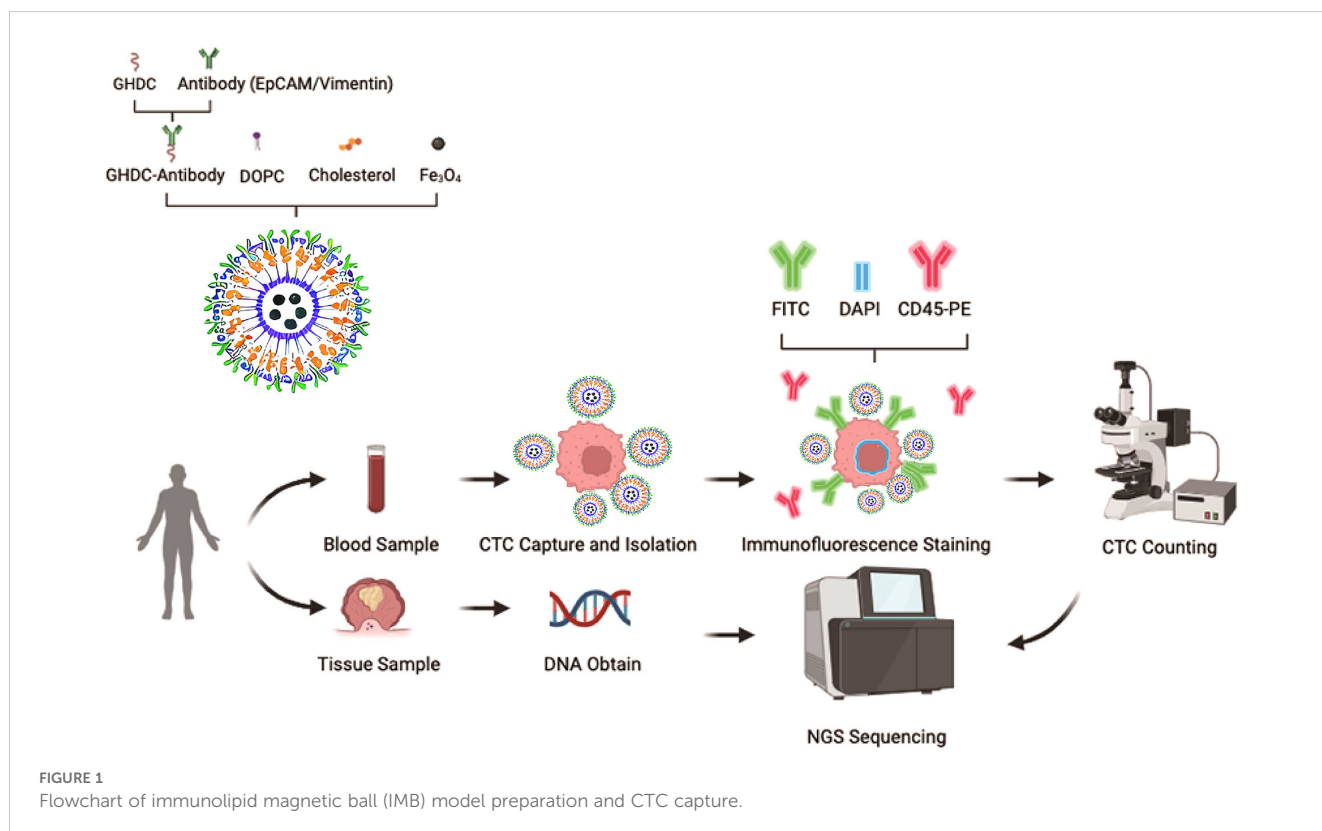 GHDC Antibody (EpCAM/Vimentin)
GHDC-Antibody DOPC Cholesterol Fe₃O₄
FITC DAPI CD45-PE
Blood Sample CTC Capture and Isolation Immunofluorescence Staining CTC Counting
Tissue Sample DNA Obtain
NGS Sequencing
FIGURE 1
Flowchart of immunolipid magnetic ball (IMB) model preparation and CTC capture.